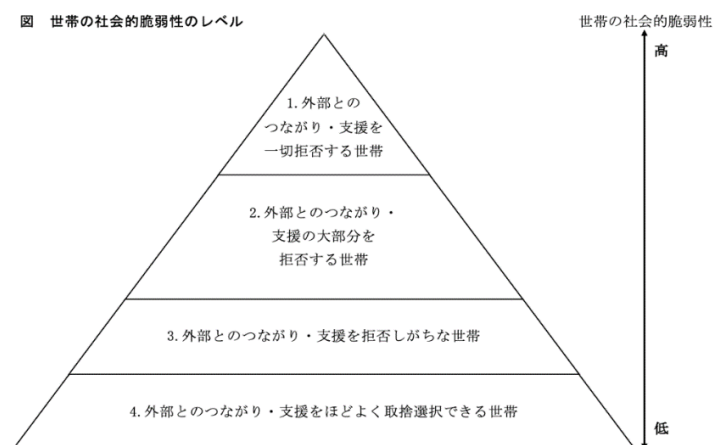 図　世帯の社会的脆弱性のレベル
世帯の社会的脆弱性
高
1.外部との
つながり・支援を
一切拒否する世帯
2.外部とのつながり・
支援の大部分を
拒否する世帯
3.外部とのつながり・支援を拒否しがちな世帯
4.外部とのつながり・支援をほどよく取捨選択できる世帯
低